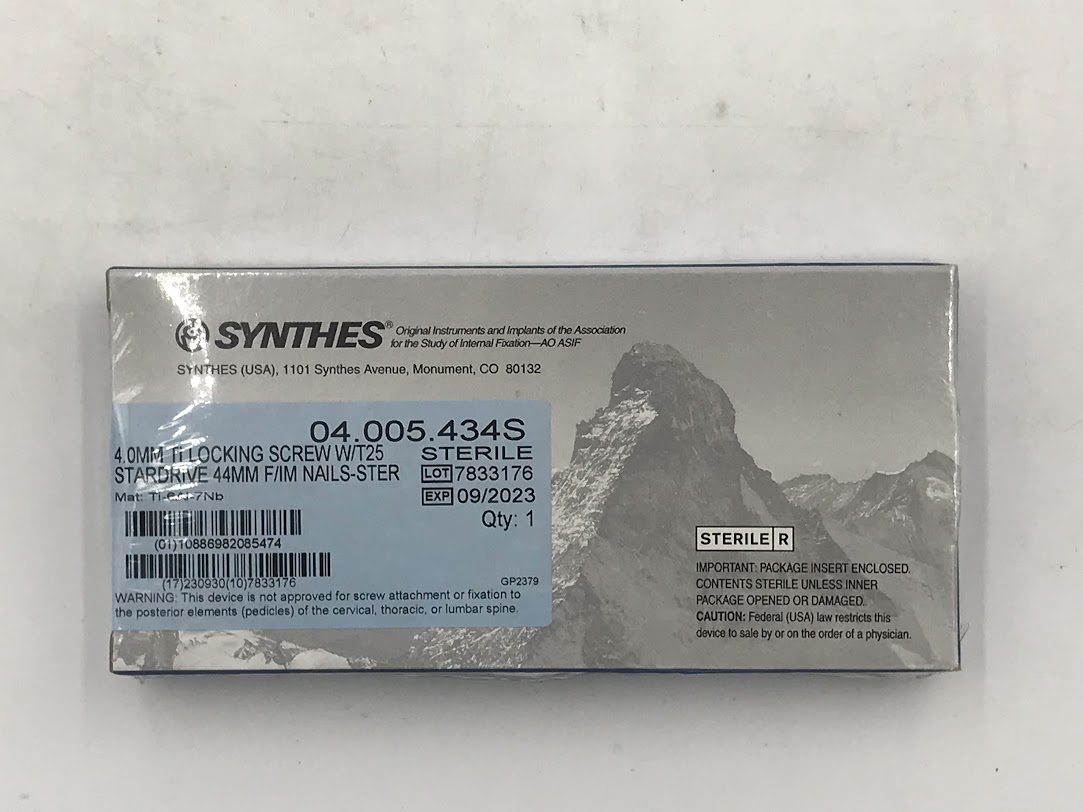 SYNTHES® Original Instruments and Implants of the Association
for the Study of Internal Fixation—AO ASIF
SYNTHES (USA), 1101 Synthes Avenue, Monument, CO 80132
04.005.434S
4.0MM Ti LOCKING SCREW W/T25
STARDRIVE 44MM F/IM NAILS-STER
STERILE
LOT 7833176
Mat: -7Nb
EXP 09/2023
Qty: 1
(01)10886982085474
(17)230930(10)7833176
GP2379
WARNING: This device is not approved for screw attachment or fixation to
the posterior elements (pedicles) of the cervical, thoracic, or lumbar spine.
STERILE R
IMPORTANT: PACKAGE INSERT ENCLOSED.
CONTENTS STERILE UNLESS INNER
PACKAGE OPENED OR DAMAGED.
CAUTION: Federal (USA) law restricts this
device to sale by or on the order of a physician.